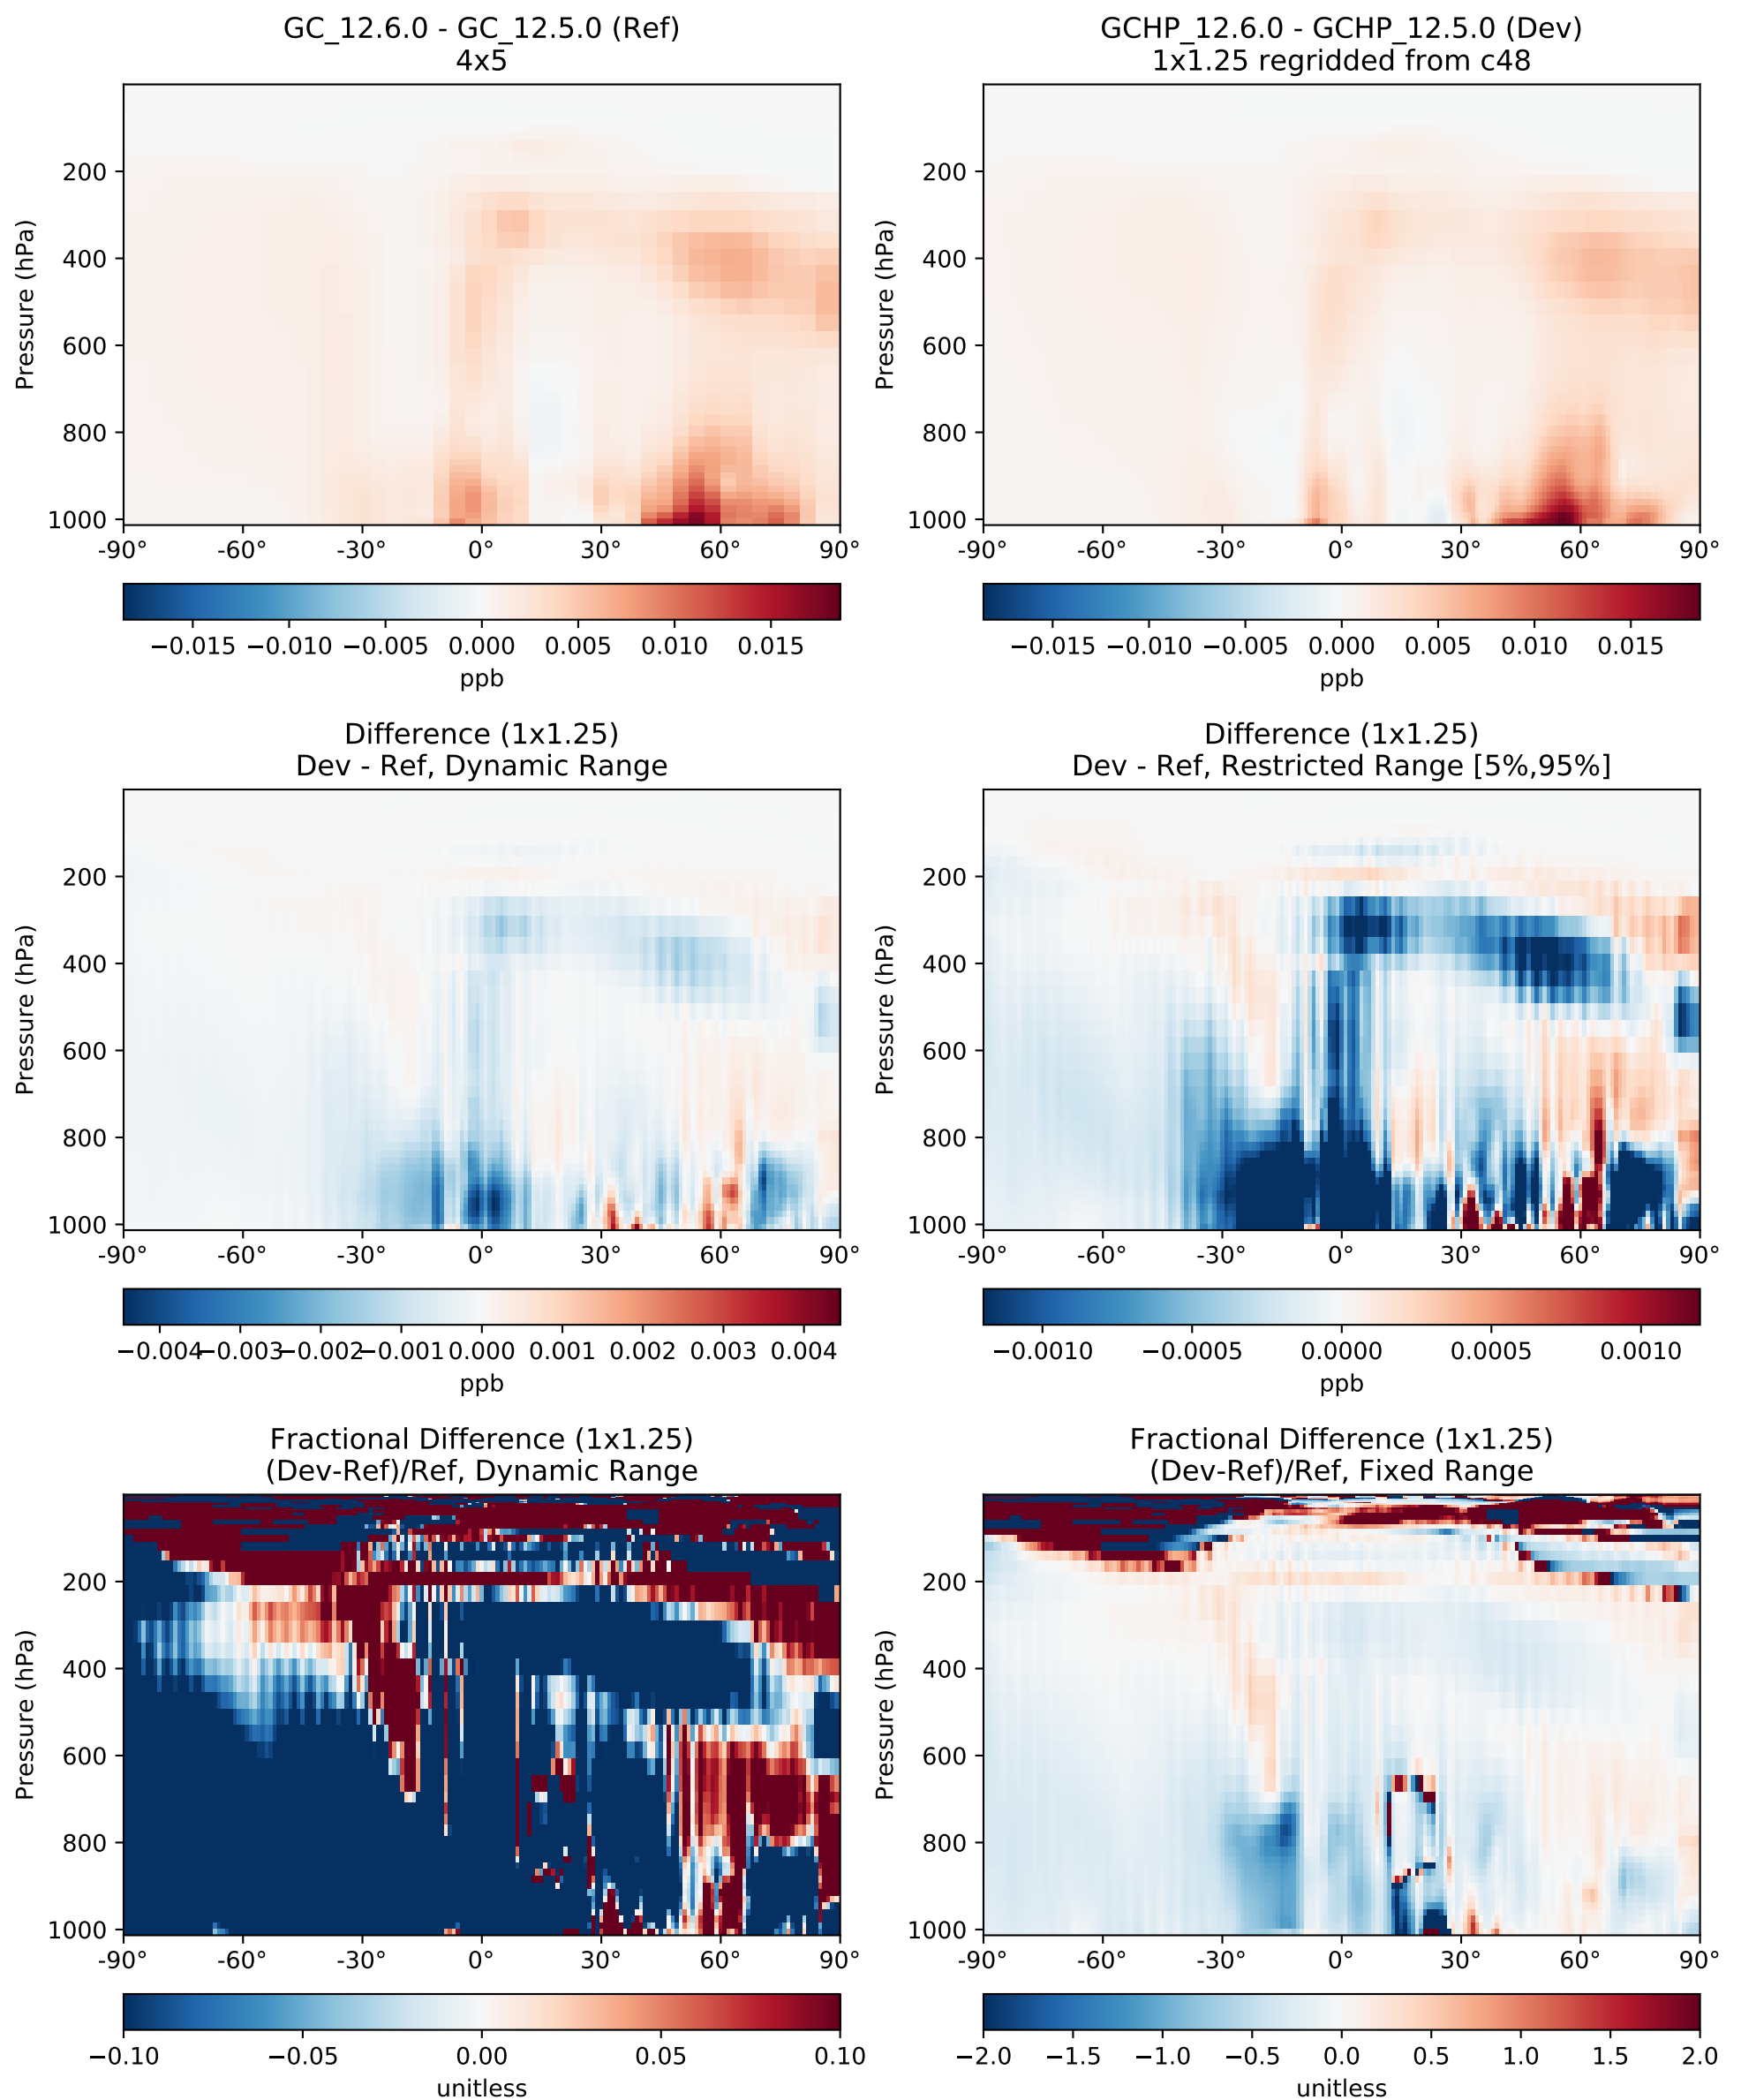 GC_12.6.0 - GC_12.5.0 (Ref)
4x5
GCHP_12.6.0 - GCHP_12.5.0 (Dev)
1x1.25 regridded from c48
Pressure (hPa)
200
400
600
800
1000
-90° -60° -30° 0° 30° 60° 90°
−0.015 −0.010 −0.005 0.000 0.005 0.010 0.015
ppb
Pressure (hPa)
200
400
600
800
1000
-90° -60° -30° 0° 30° 60° 90°
−0.015 −0.010 −0.005 0.000 0.005 0.010 0.015
ppb
Difference (1x1.25)
Dev - Ref, Dynamic Range
Difference (1x1.25)
Dev - Ref, Restricted Range [5%,95%]
Pressure (hPa)
200
400
600
800
1000
-90° -60° -30° 0° 30° 60° 90°
−0.004 −0.003 −0.002 −0.001 0.000 0.001 0.002 0.003 0.004
ppb
Pressure (hPa)
200
400
600
800
1000
-90° -60° -30° 0° 30° 60° 90°
−0.0010 −0.0005 0.0000 0.0005 0.0010
ppb
Fractional Difference (1x1.25)
(Dev-Ref)/Ref, Dynamic Range
Fractional Difference (1x1.25)
(Dev-Ref)/Ref, Fixed Range
Pressure (hPa)
200
400
600
800
1000
-90° -60° -30° 0° 30° 60° 90°
−0.10 −0.05 0.00 0.05 0.10
unitless
Pressure (hPa)
200
400
600
800
1000
-90° -60° -30° 0° 30° 60° 90°
−2.0 −1.5 −1.0 −0.5 0.0 0.5 1.0 1.5 2.0
unitless